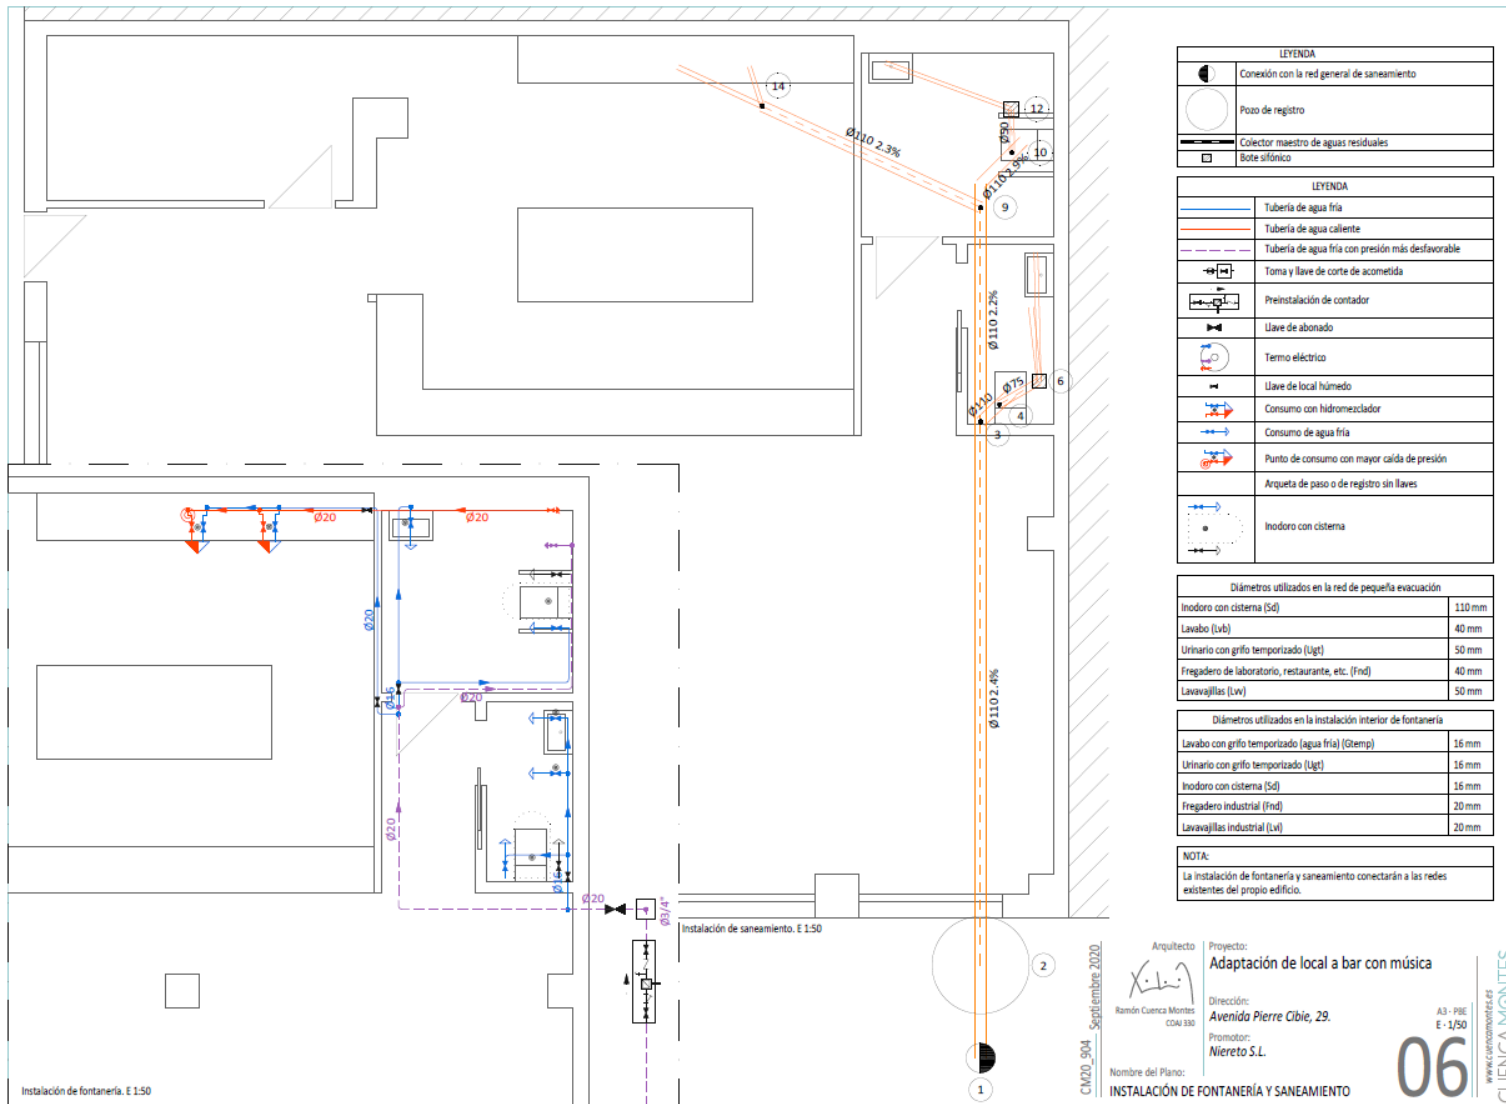 14
12
10
9
6
4
3
2
1
Ø110 2.3%
Ø50
Ø110 2.9%
Ø110 2.2%
Ø75
Ø110
Ø110 2.4%
Ø20
Ø20
Ø20
Ø16
Ø20
Ø20
Ø16
Ø20
Ø3/4"
Instalación de saneamiento. E 1:50
Instalación de fontanería. E 1:50
LEYENDA
Conexión con la red general de saneamiento
Pozo de registro
Colector maestro de aguas residuales
Bote sifónico
LEYENDA
Tubería de agua fría
Tubería de agua caliente
Tubería de agua fría con presión más desfavorable
Toma y llave de corte de acometida
Preinstalación de contador
Llave de abonado
Termo eléctrico
Llave de local húmedo
Consumo con hidromezclador
Consumo de agua fría
Punto de consumo con mayor caída de presión
Arqueta de paso o de registro sin llaves
Inodoro con cisterna
Diámetros utilizados en la red de pequeña evacuación
Inodoro con cisterna (Sd) 110 mm
Lavabo (Lvb) 40 mm
Urinario con grifo temporizado (Ugt) 50 mm
Fregadero de laboratorio, restaurante, etc. (Fnd) 40 mm
Lavavajillas (Lvv) 50 mm
Diámetros utilizados en la instalación interior de fontanería
Lavabo con grifo temporizado (agua fría) (Gtemp) 16 mm
Urinario con grifo temporizado (Ugt) 16 mm
Inodoro con cisterna (Sd) 16 mm
Fregadero industrial (Fnd) 20 mm
Lavavajillas industrial (Lvi) 20 mm
NOTA:
La instalación de fontanería y saneamiento conectarán a las redes
existentes del propio edificio.
CM20_904 Septiembre 2020
Arquitecto
Ramón Cuenca Montes
COAJ 330
Proyecto:
Adaptación de local a bar con música
Dirección:
Avenida Pierre Cibie, 29.
Promotor:
Niereto S.L.
Nombre del Plano:
INSTALACIÓN DE FONTANERÍA Y SANEAMIENTO
A3 - PBE
E - 1/50
06
www.cuencamontes.es
CUENCA MONTES